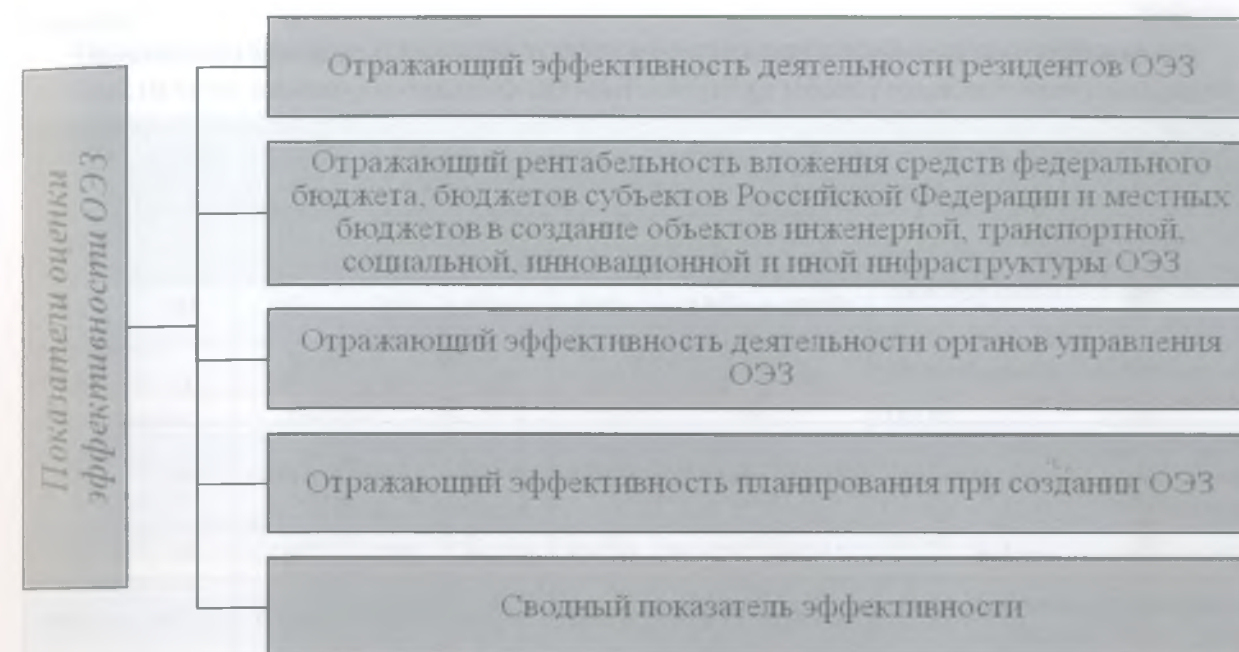 Показатели оценки
эффективности ОЭЗ
Отражающий эффективность деятельности резидентов ОЭЗ
Отражающий рентабельность вложения средств федерального
бюджета, бюджетов субъектов Российской Федерации и местных
бюджетов в создание объектов инженерной, транспортной,
социальной, инновационной и иной инфраструктуры ОЭЗ
Отражающий эффективность деятельности органов управления
ОЭЗ
Отражающий эффективность планирования при создании ОЭЗ
Сводный показатель эффективности